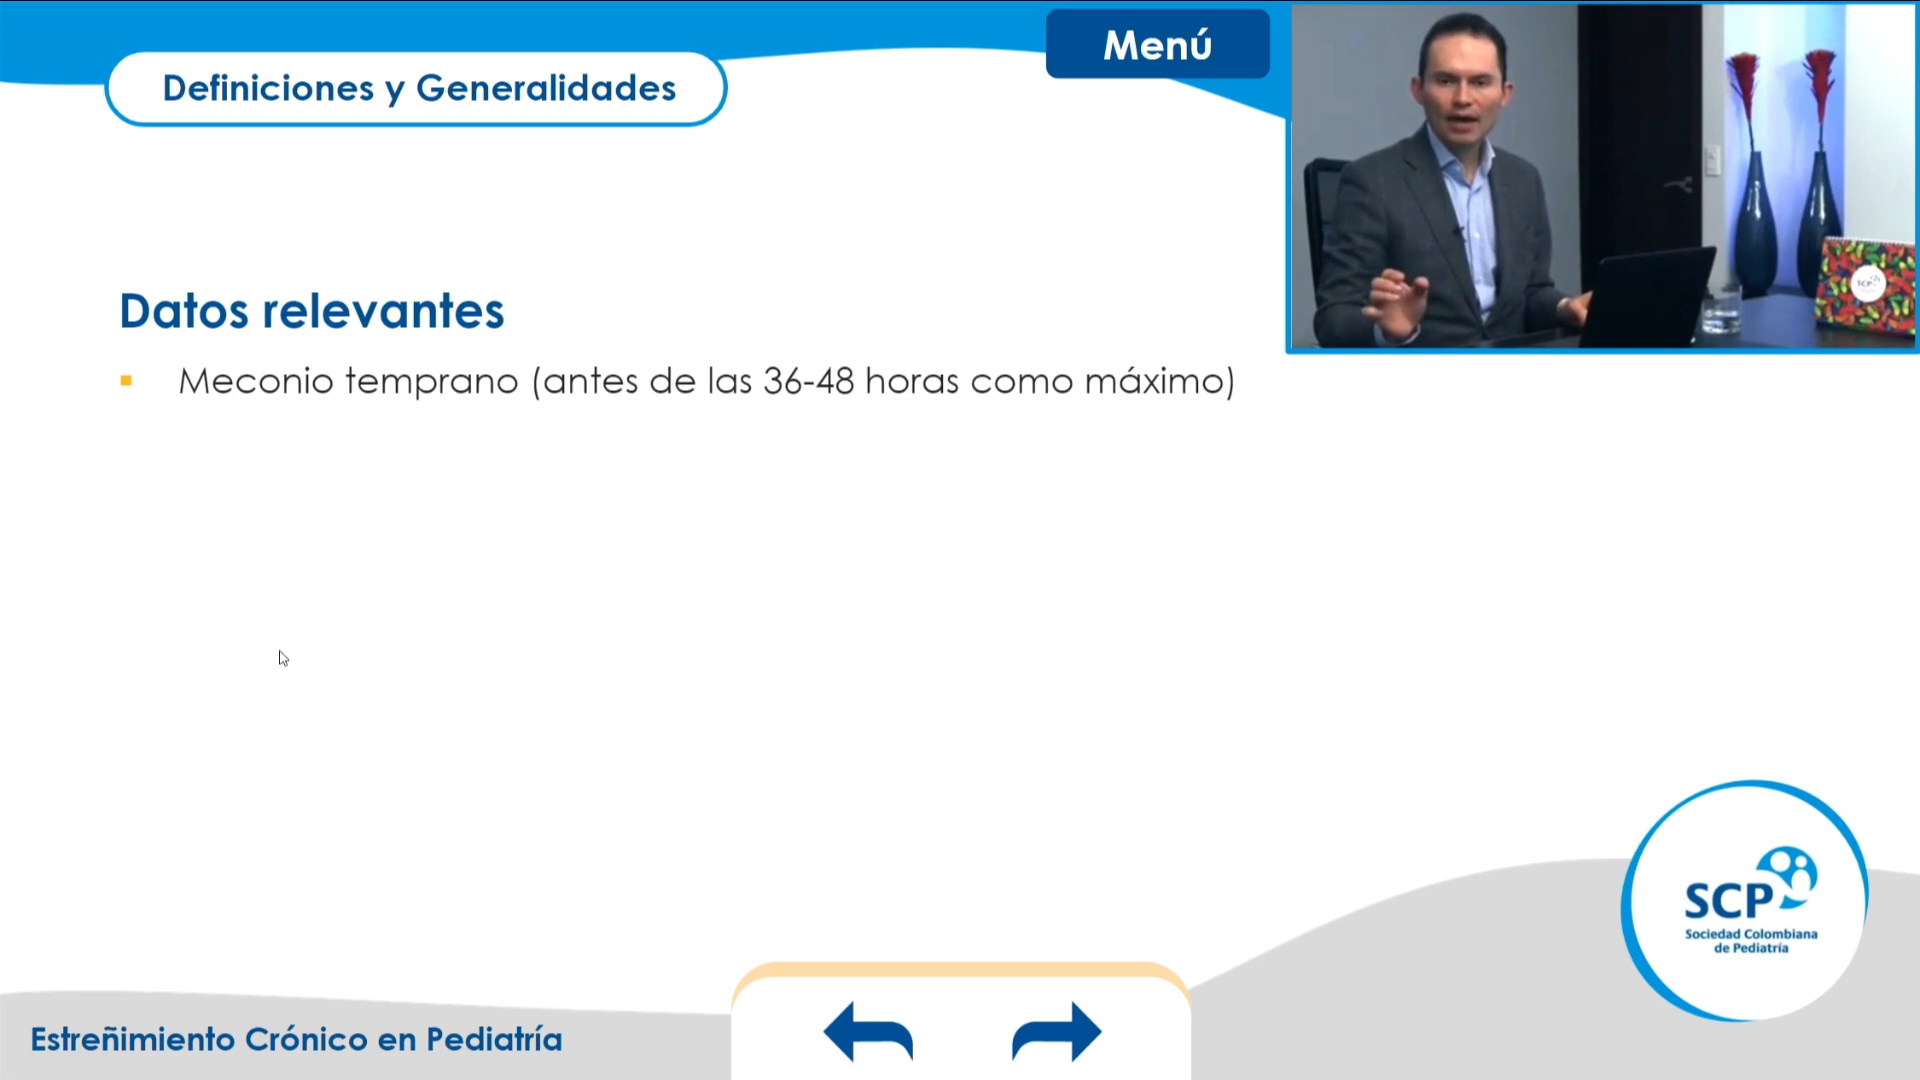 Menú
Definiciones y Generalidades
Datos relevantes
▪ Meconio temprano (antes de las 36-48 horas como máximo)
SCP
SCP
Sociedad Colombiana
de Pediatría
Estreñimiento Crónico en Pediatría